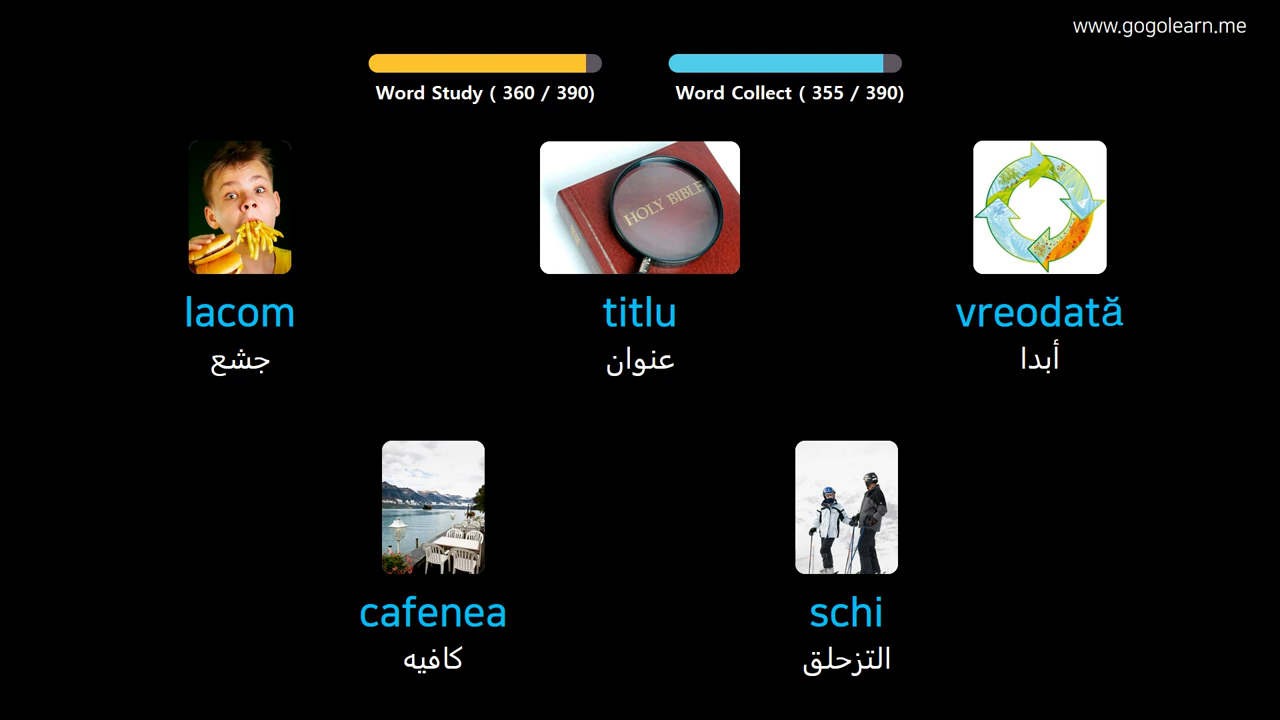 www.gogolearn.me
Word Study ( 360 / 390)
Word Collect ( 355 / 390)
HOLY BIBLE
lacom
titlu
vreodată
جشع
عنوان
أبدا
cafenea
schi
كافيه
التزحلق